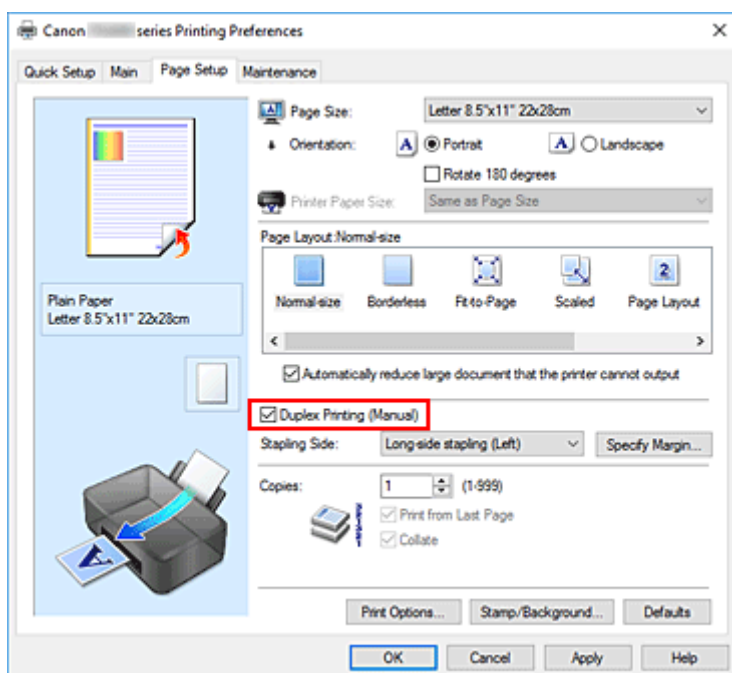 Canon series Printing Preferences
Quick Setup Main Page Setup Maintenance
Page Size: Letter 8.5"x11" 22x28cm
Orientation: A Portrait A Landscape
Rotate 180 degrees
Printer Paper Size: Same as Page Size
Page Layout:Normal-size
2
Normal-size Borderless Fit-to-Page Scaled Page Layout
Plain Paper
Letter 8.5"x11" 22x28cm
Automatically reduce large document that the printer cannot output
Duplex Printing (Manual)
Stapling Side: Long-side stapling (Left) Specify Margin...
Copies: 1 (1-999)
Print from Last Page
Collate
A
Print Options... Stamp/Background... Defaults
OK Cancel Apply Help